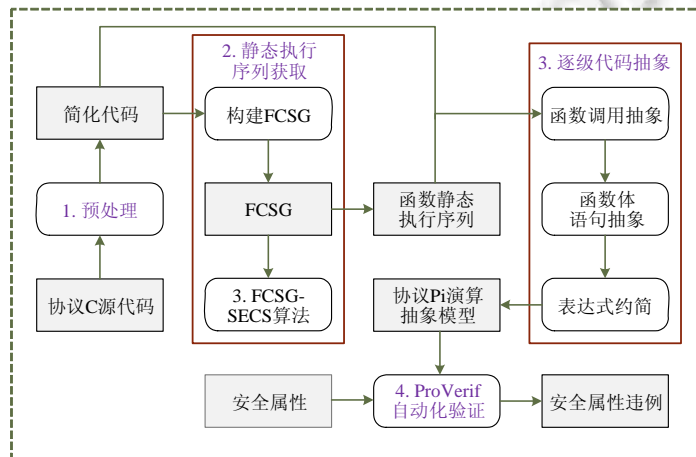 2. 静态执行
序列获取
3. 逐级代码抽象
简化代码
构建FCSG
函数调用抽象
1. 预处理
FCSG
函数静态
执行序列
函数体
语句抽象
协议C源代码
3. FCSG-
SECS算法
协议Pi演算
抽象模型
表达式约简
安全属性
4. ProVerif
自动化验证
安全属性违例